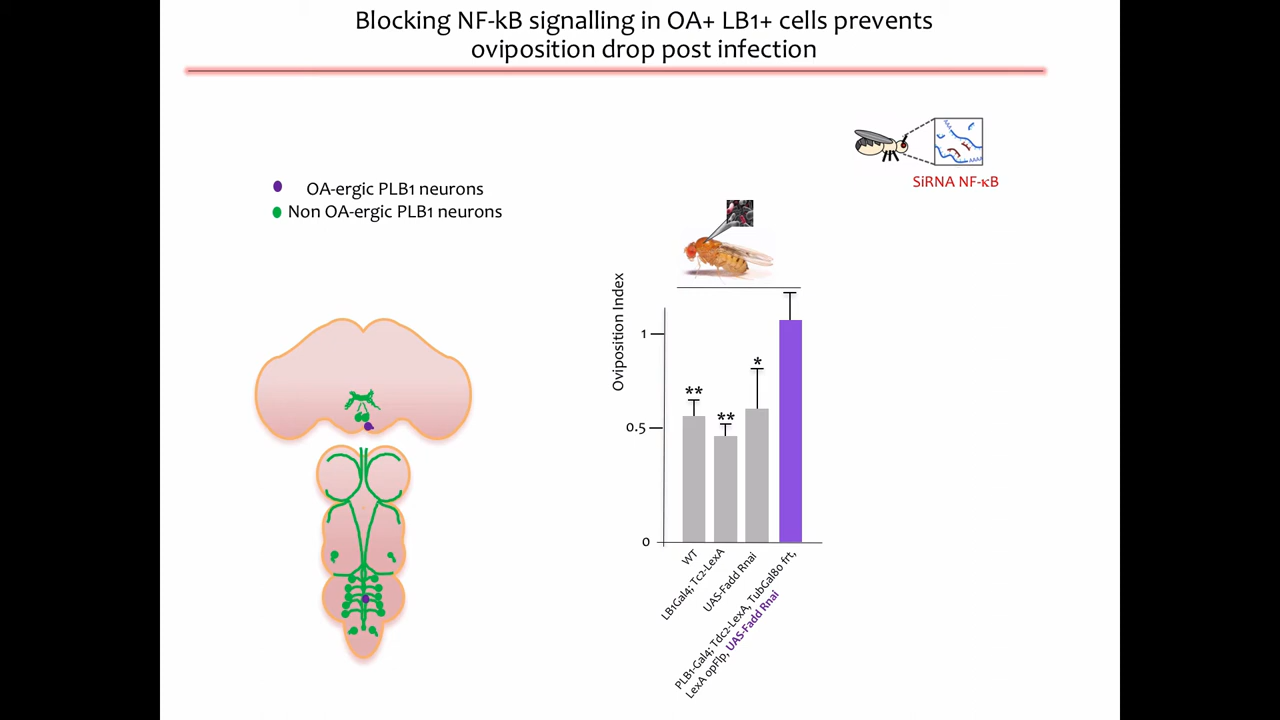 Blocking NF-kB signalling in OA+ LB1+ cells prevents
oviposition drop post infection
SiRNA NF-κB
OA-ergic PLB1 neurons
Non OA-ergic PLB1 neurons
Oviposition Index
1
0.5
0
**
**
*
WT
LB1Gal4; Tc2-LexA
UAS-Fadd Rnai
PLB1-Gal4; Tdc2-LexA, TubGal80 frt,
LexA opFlp, UAS-Fadd Rnai